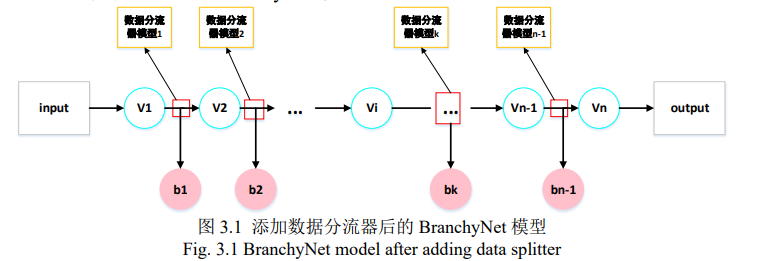 数据分流
器模型1
数据分流
器模型2
数据分流
器模型k
数据分流
器模型n-1
input
V1
V2
...
Vi
...
Vn-1
Vn
output
b1
b2
bk
bn-1
图 3.1 添加数据分流器后的 BranchyNet 模型
Fig. 3.1 BranchyNet model after adding data splitter